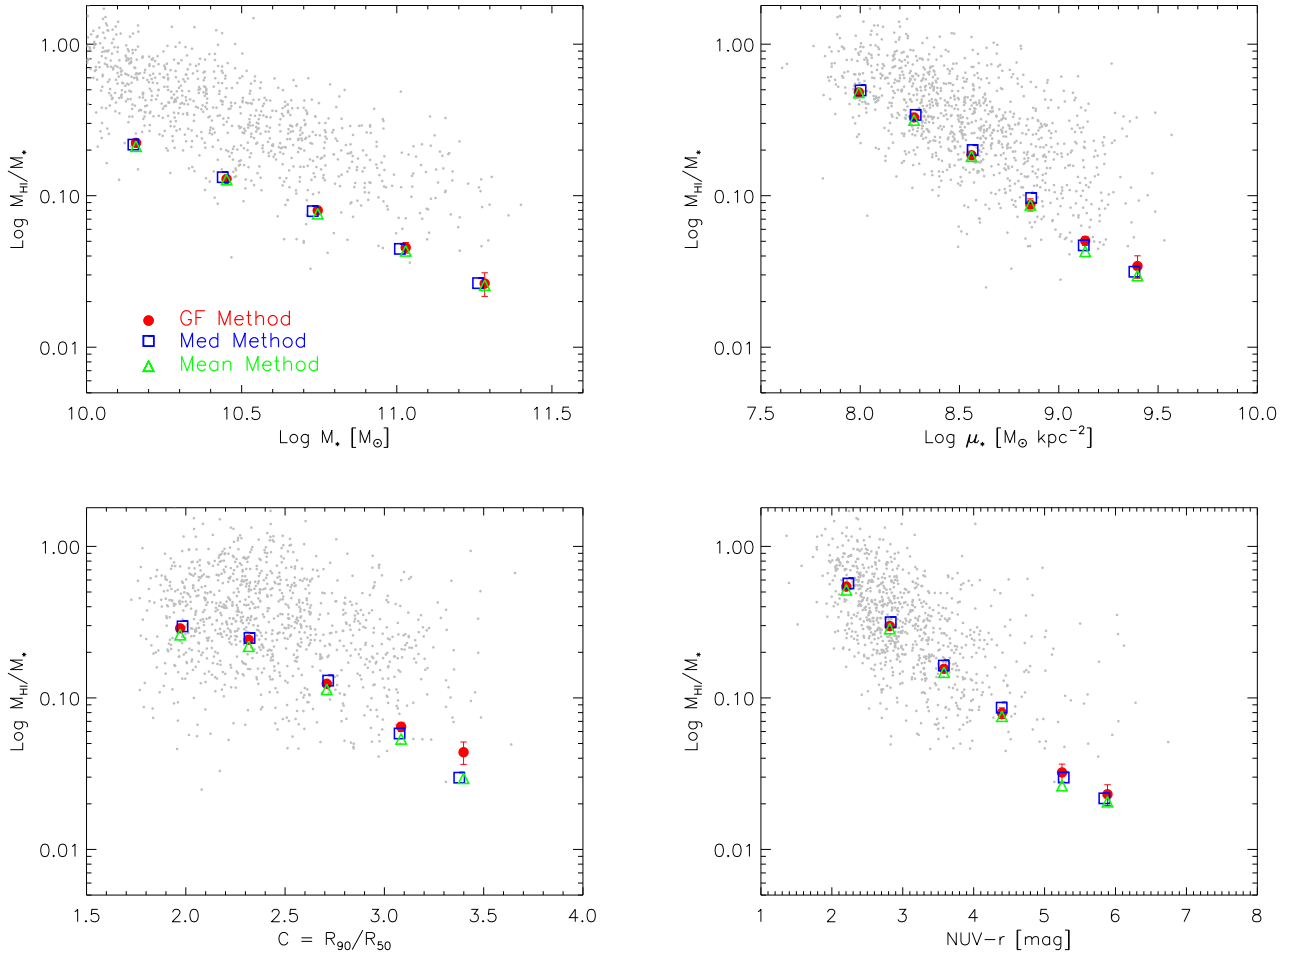 1.00
0.10
0.01
Log M_HI/M_*
GF Method
Med Method
Mean Method
10.0 10.5 11.0 11.5
Log M_* [M_⊙]
1.00
0.10
0.01
Log M_HI/M_*
7.5 8.0 8.5 9.0 9.5 10.0
Log μ_* [M_⊙ kpc^−2]
1.00
0.10
0.01
Log M_HI/M_*
1.5 2.0 2.5 3.0 3.5 4.0
C = R_90/R_50
1.00
0.10
0.01
Log M_HI/M_*
1 2 3 4 5 6 7 8
NUV−r [mag]